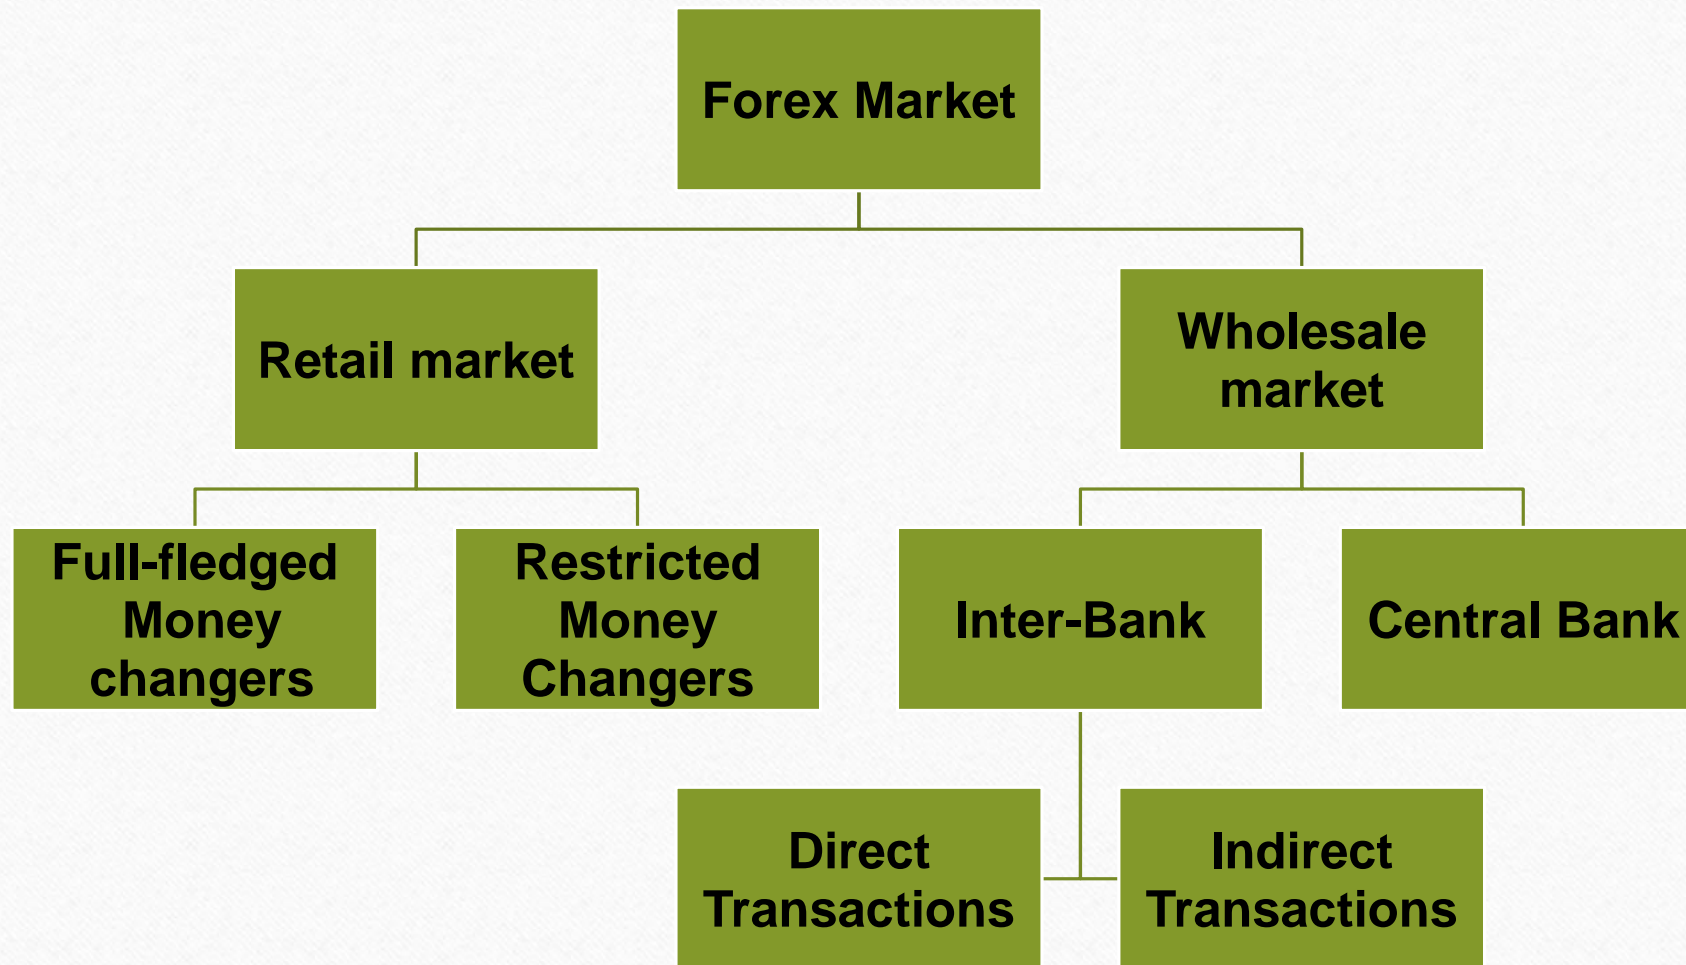 Forex Market
Retail market
Wholesale
market
Full-fledged
Money
changers
Restricted
Money
Changers
Inter-Bank
Central Bank
Direct
Transactions
Indirect
Transactions